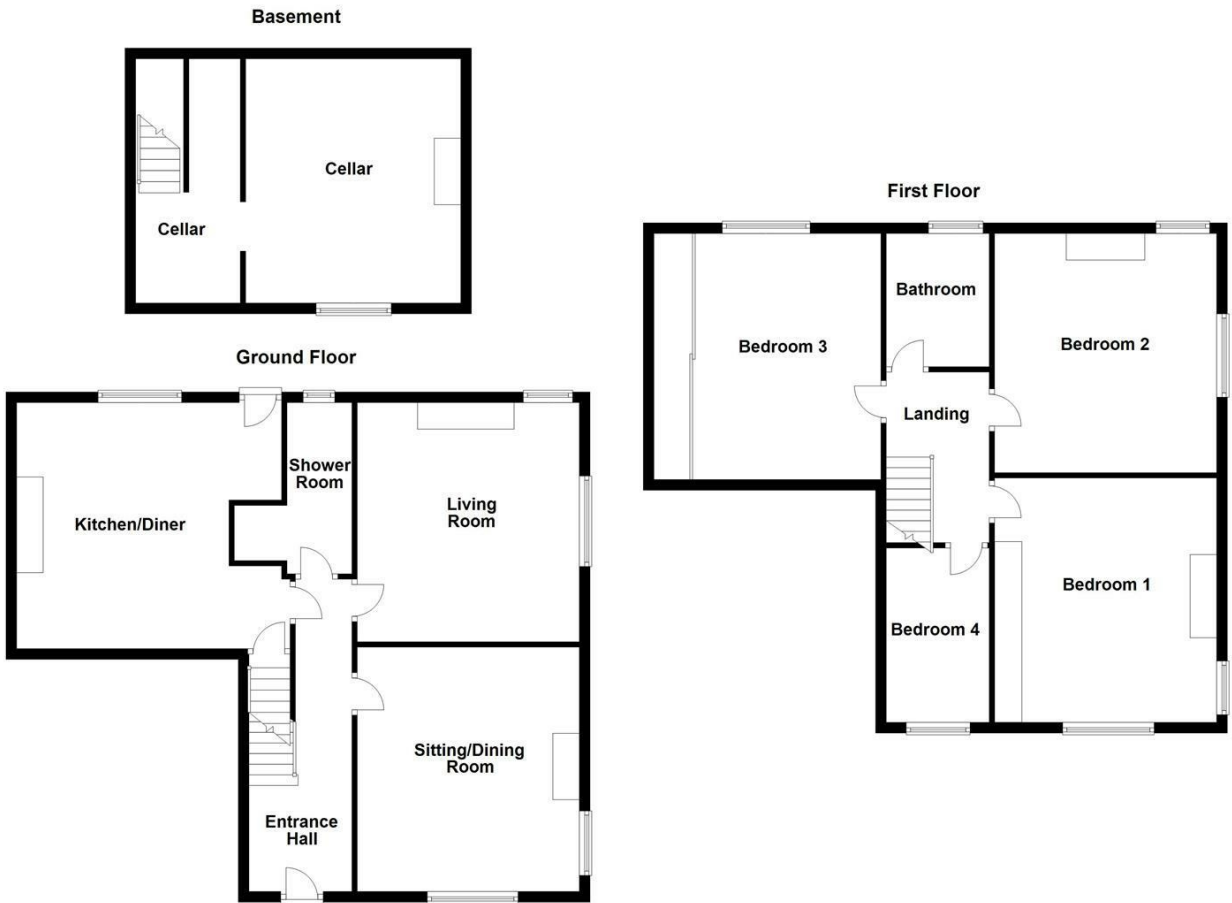 Basement
Cellar
Cellar
Ground Floor
Shower
Room
Kitchen/Diner
Living
Room
Sitting/Dining
Room
Entrance
Hall
First Floor
Bathroom
Bedroom 3
Bedroom 2
Landing
Bedroom 1
Bedroom 4